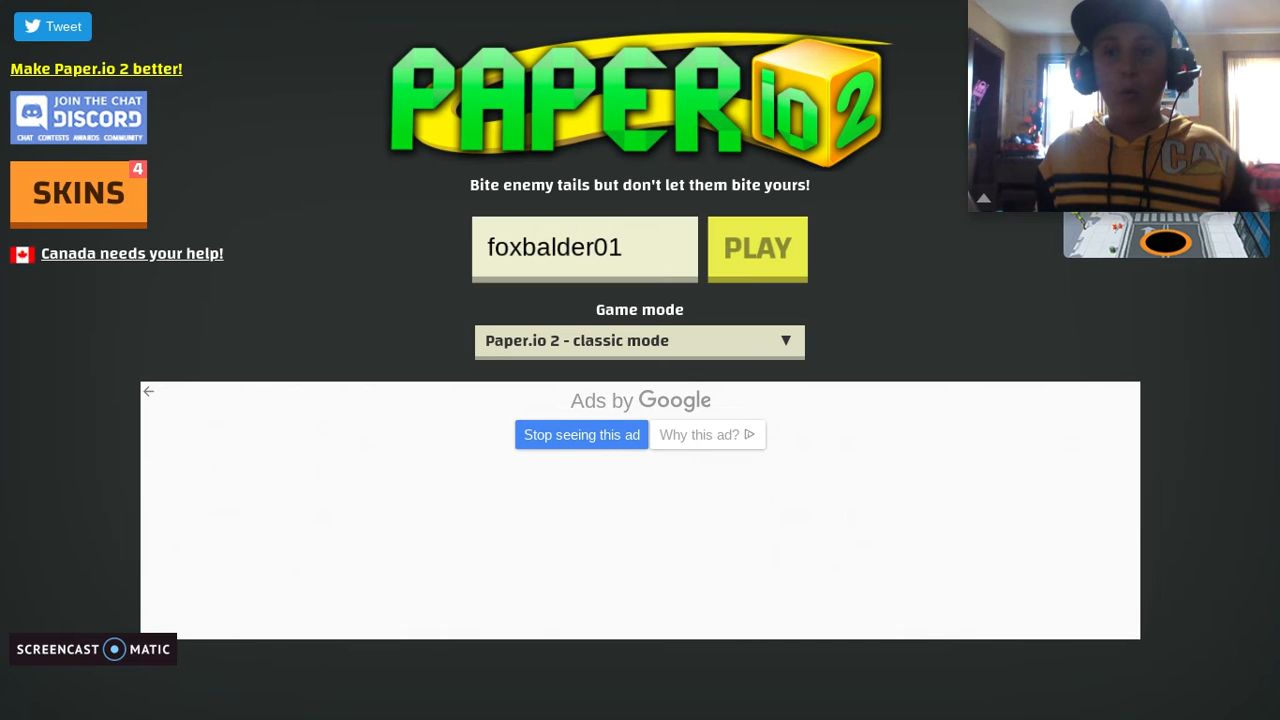 Tweet
Make Paper.io 2 better!
JOIN THE CHAT
DISCORD
CHAT CONTESTS AWARDS COMMUNITY
SKINS
4
Canada needs your help!
PAPER io 2
Bite enemy tails but don't let them bite yours!
foxbalder01
PLAY
Game mode
Paper.io 2 - classic mode
Ads by Google
Stop seeing this ad
Why this ad?
CAT
SCREENCAST MATIC